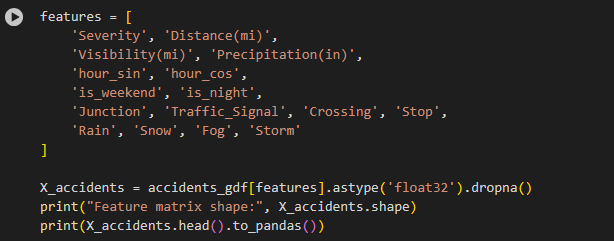 features = [
    'Severity', 'Distance(mi)',
    'Visibility(mi)', 'Precipitation(in)',
    'hour_sin', 'hour_cos',
    'is_weekend', 'is_night',
    'Junction', 'Traffic_Signal', 'Crossing', 'Stop',
    'Rain', 'Snow', 'Fog', 'Storm'
]
X_accidents = accidents_gdf[features].astype('float32').dropna()
print("Feature matrix shape:", X_accidents.shape)
print(X_accidents.head().to_pandas())